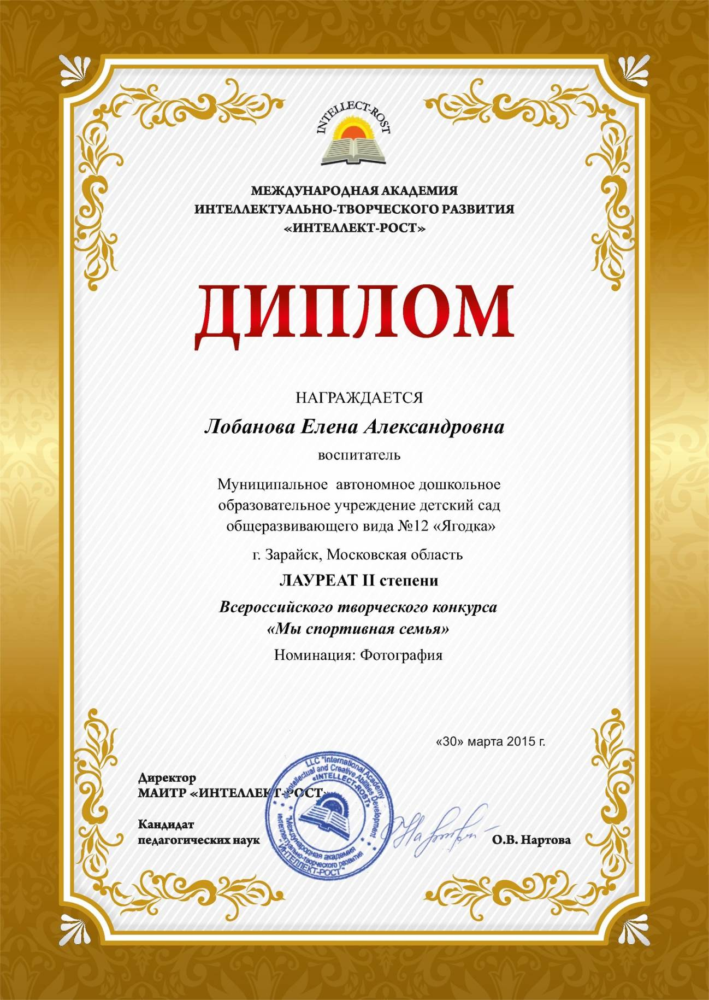 INTELLECT-ROST
МЕЖДУНАРОДНАЯ АКАДЕМИЯ
ИНТЕЛЛЕКТУАЛЬНО-ТВОРЧЕСКОГО РАЗВИТИЯ
«ИНТЕЛЛЕКТ-РОСТ»
ДИПЛОМ
НАГРАЖДАЕТСЯ
Лобанова Елена Александровна
воспитатель
Муниципальное автономное дошкольное
образовательное учреждение детский сад
общеразвивающего вида №12 «Ягодка»
г. Зарайск, Московская область
ЛАУРЕАТ II степени
Всероссийского творческого конкурса
«Мы спортивная семья»
Номинация: Фотография
«30» марта 2015 г.
Директор
МАИТР «ИНТЕЛЛЕКТ-РОСТ»
Кандидат
педагогических наук
О.В. Нартова
LLC "International Academy
of Intellectual and Creative Abilities Development
«INTELLECT-ROST»
"Международная академия
интеллектуально-творческого развития
"ИНТЕЛЛЕКТ-РОСТ"